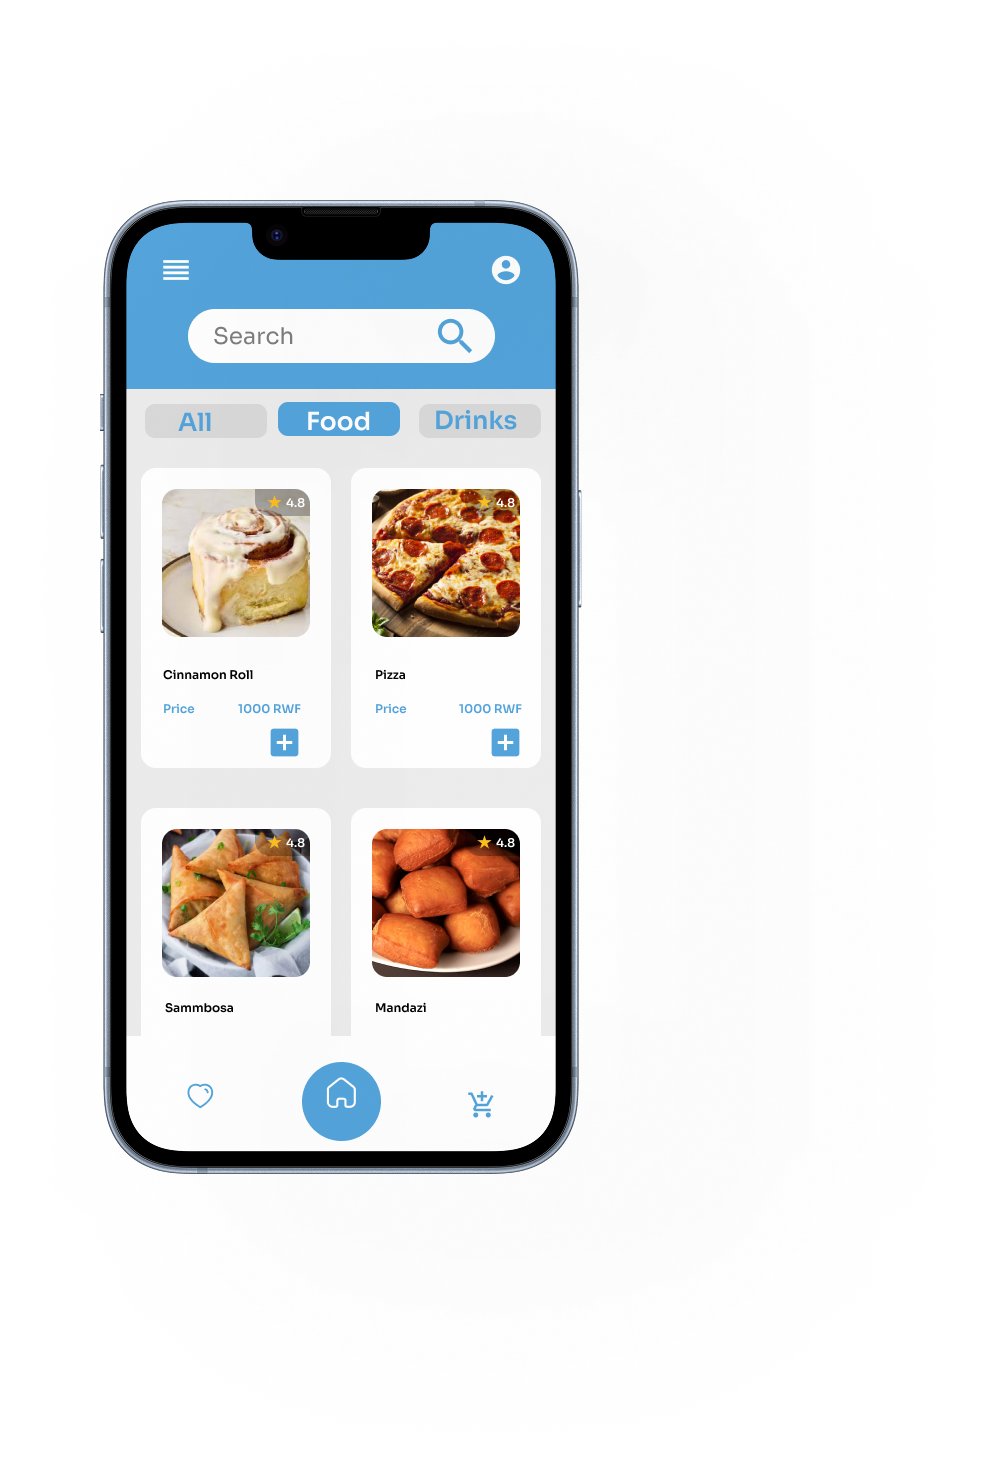 Search
All Food Drinks
4.8 4.8
Cinnamon Roll Pizza
Price 1000 RWF Price 1000 RWF
4.8 4.8
Sammbosa Mandazi